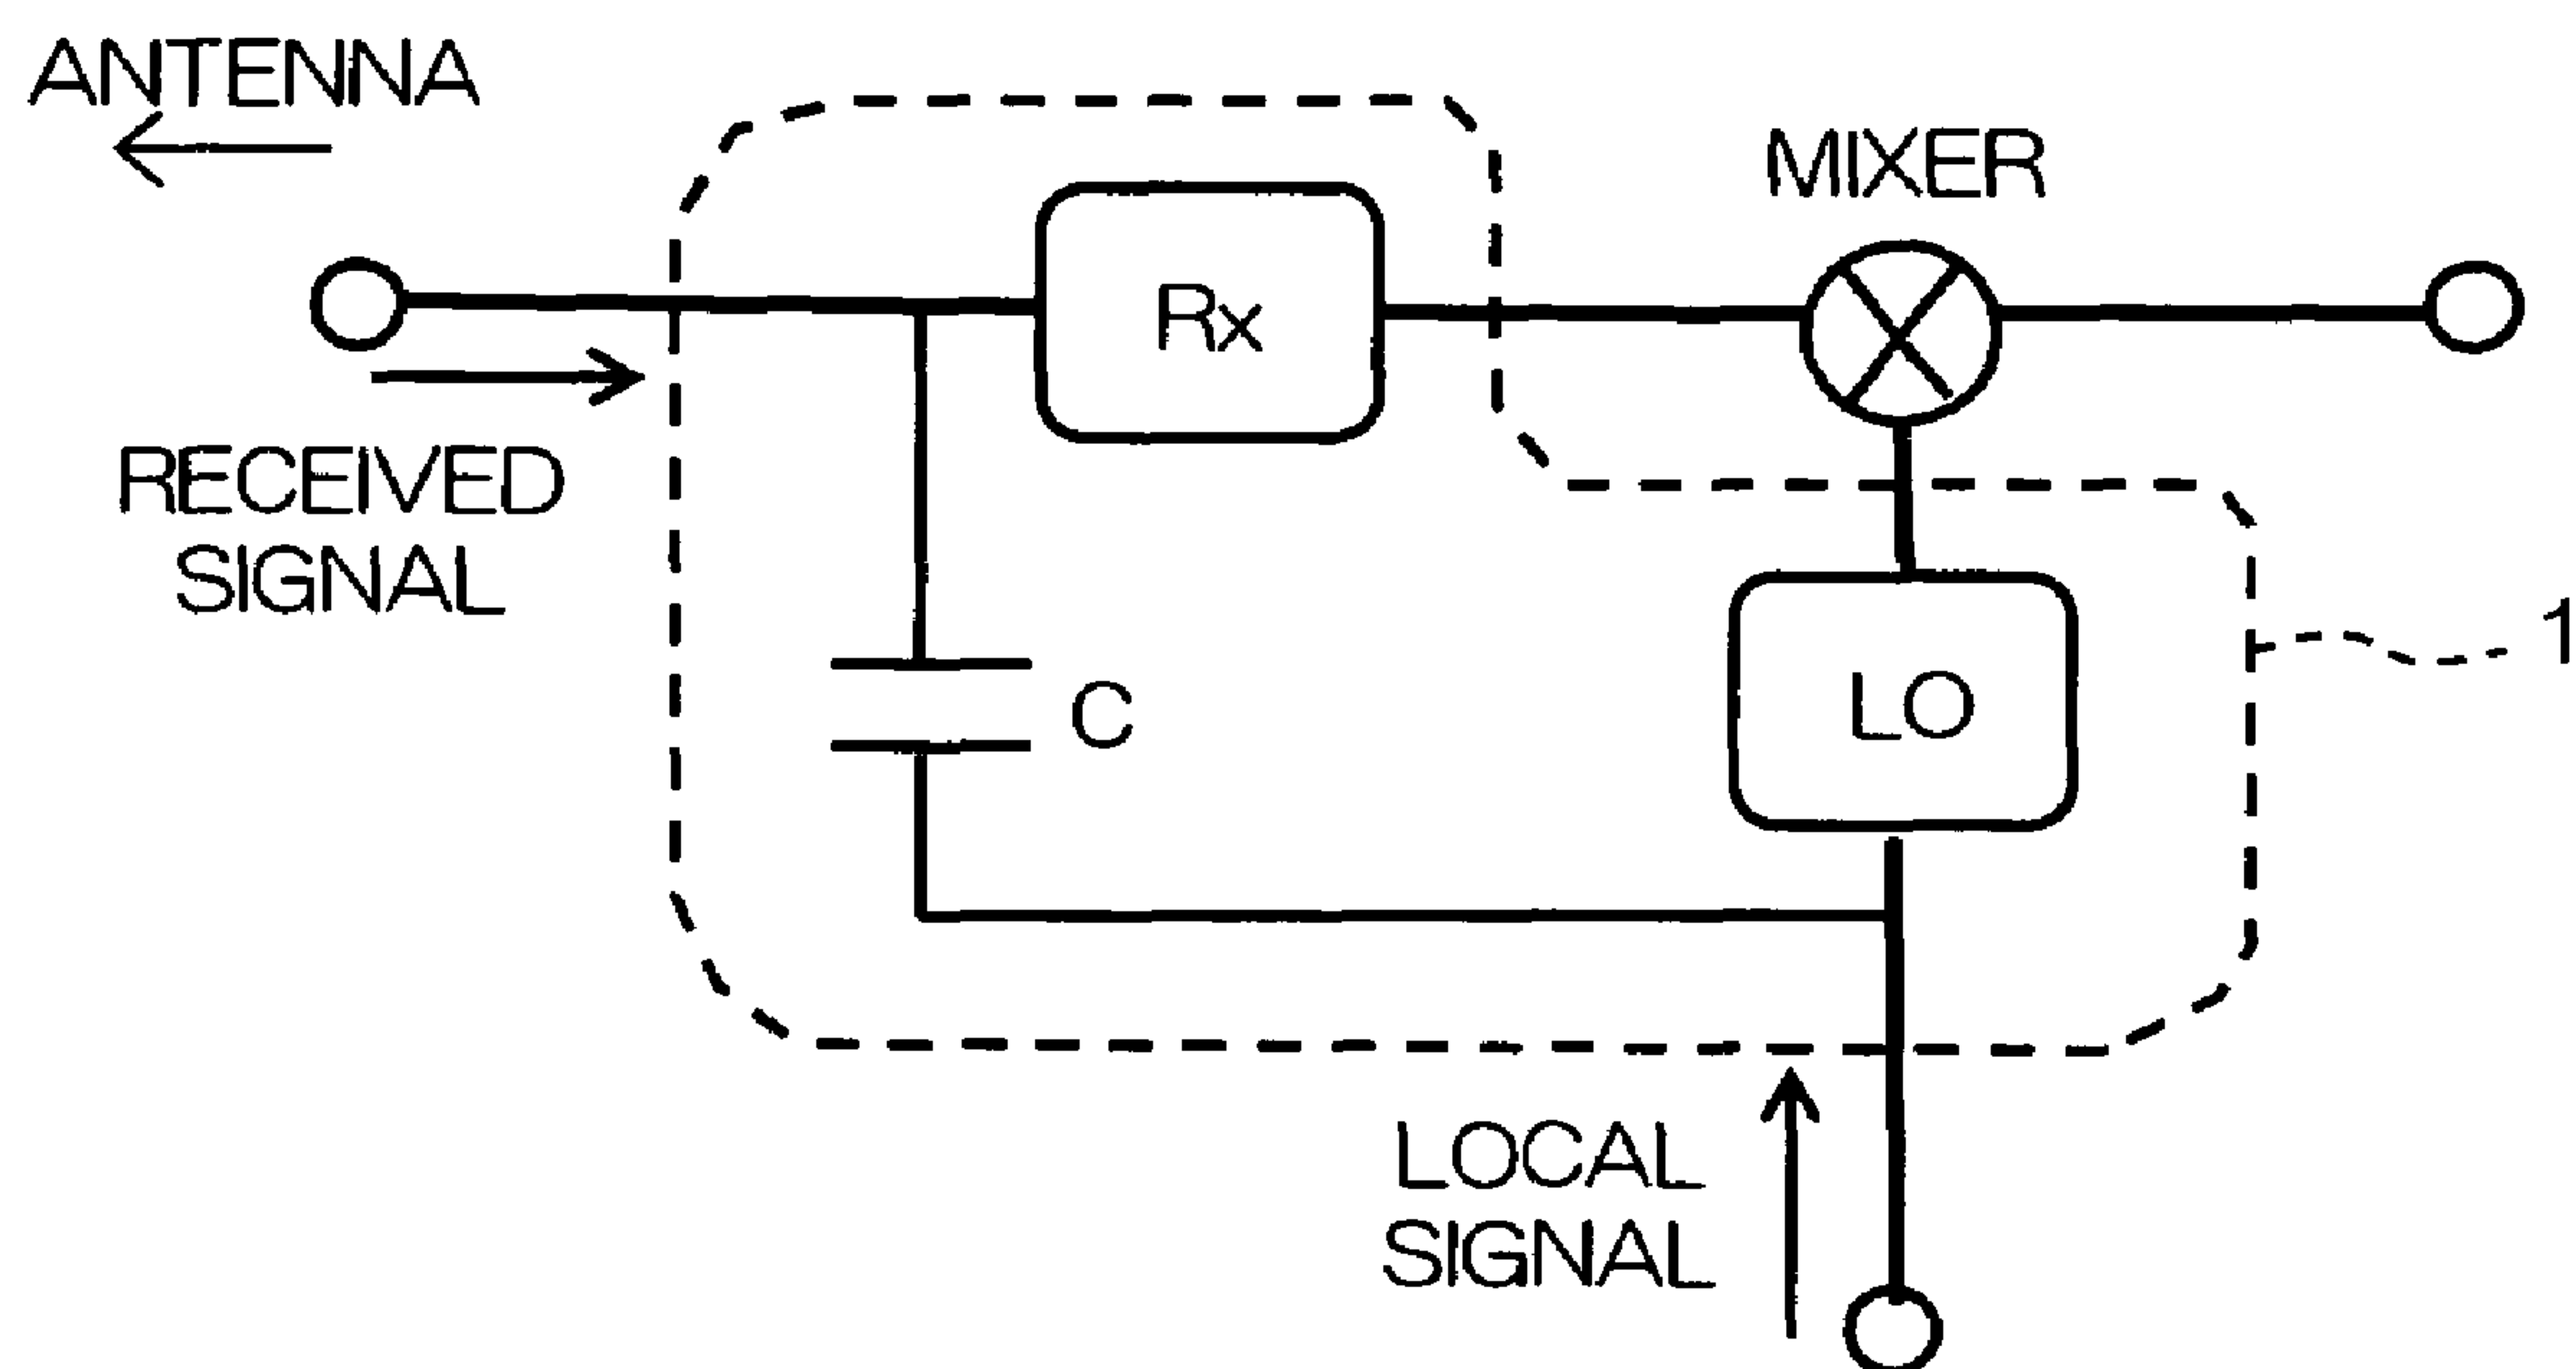 ANTENNA
MIXER
Rx
RECEIVED
SIGNAL
1
C
LO
LOCAL
SIGNAL